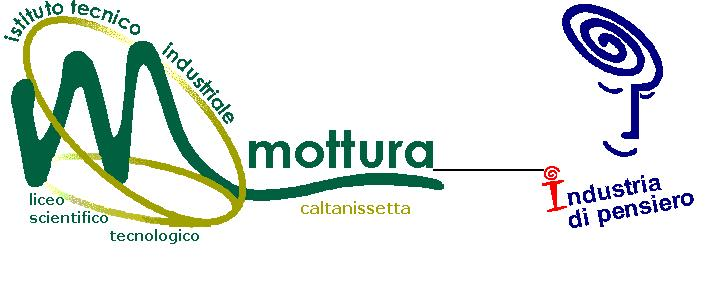 istituto tecnico
industriale
mottura
caltanissetta
liceo
scientifico
tecnologico
industria
di pensiero